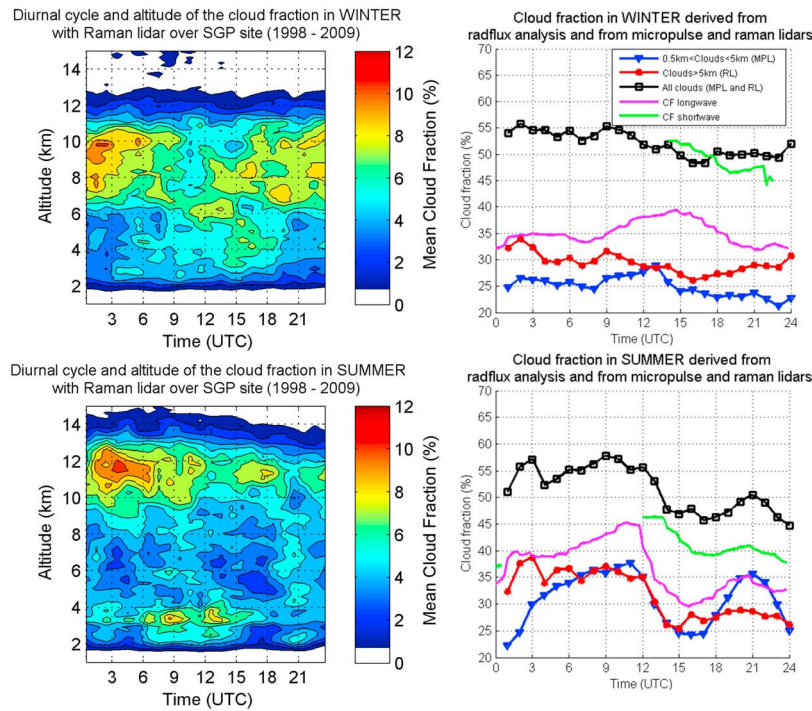 Diurnal cycle and altitude of the cloud fraction in WINTER
with Raman lidar over SGP site (1998 - 2009)
14
12
10
8
6
4
2
Altitude (km)
3 6 9 12 15 18 21
Time (UTC)
12
10
8
6
4
2
0
Mean Cloud Fraction (%)
Cloud fraction in WINTER derived from
radflux analysis and from micropulse and raman lidars
70
65
60
55
50
45
40
35
30
25
20
Cloud fraction (%)
0.5km<Clouds<5km (MPL)
Clouds>5km (RL)
All clouds (MPL and RL)
CF longwave
CF shortwave
0 3 6 9 12 15 18 21 24
Time (UTC)
Diurnal cycle and altitude of the cloud fraction in SUMMER
with Raman lidar over SGP site (1998 - 2009)
14
12
10
8
6
4
2
Altitude (km)
3 6 9 12 15 18 21
Time (UTC)
12
10
8
6
4
2
0
Mean Cloud Fraction (%)
Cloud fraction in SUMMER derived from
radflux analysis and from micropulse and raman lidars
70
65
60
55
50
45
40
35
30
25
20
Cloud fraction (%)
0 3 6 9 12 15 18 21 24
Time (UTC)